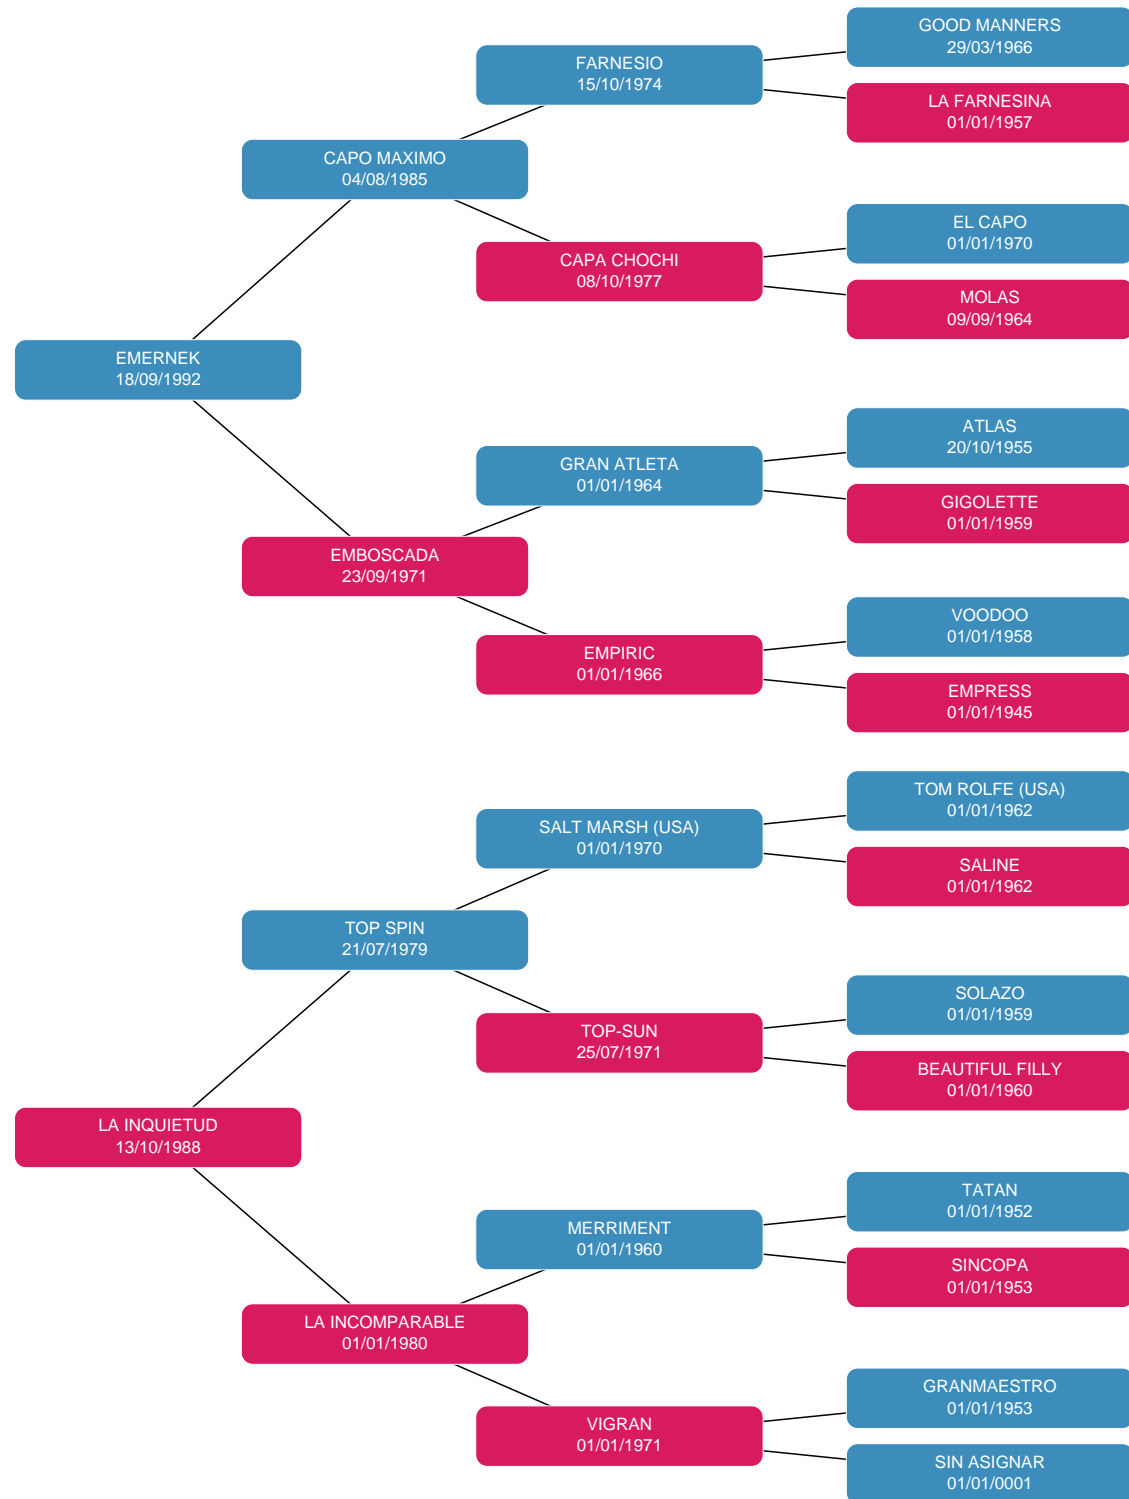 GOOD MANNERS
29/03/1966
FARNESIO
15/10/1974
LA FARNESINA
01/01/1957
CAPO MAXIMO
04/08/1985
EL CAPO
01/01/1970
CAPA CHOCHI
08/10/1977
MOLAS
09/09/1964
EMERNEK
18/09/1992
ATLAS
20/10/1955
GRAN ATLETA
01/01/1964
GIGOLETTE
01/01/1959
EMBOSCADA
23/09/1971
VOODOO
01/01/1958
EMPIRIC
01/01/1966
EMPRESS
01/01/1945
TOM ROLFE (USA)
01/01/1962
SALT MARSH (USA)
01/01/1970
SALINE
01/01/1962
TOP SPIN
21/07/1979
SOLAZO
01/01/1959
TOP-SUN
25/07/1971
BEAUTIFUL FILLY
01/01/1960
LA INQUIETUD
13/10/1988
TATAN
01/01/1952
MERRIMENT
01/01/1960
SINCOPA
01/01/1953
LA INCOMPARABLE
01/01/1980
GRANMAESTRO
01/01/1953
VIGRAN
01/01/1971
SIN ASIGNAR
01/01/0001